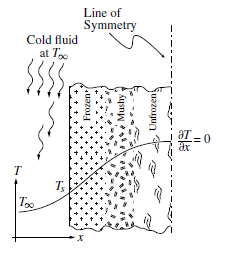 Line of
Symmetry
Cold fluid
at T∞
Frozen
Mushy
Unfrozen
∂T/∂x = 0
T
Ts
T∞
x